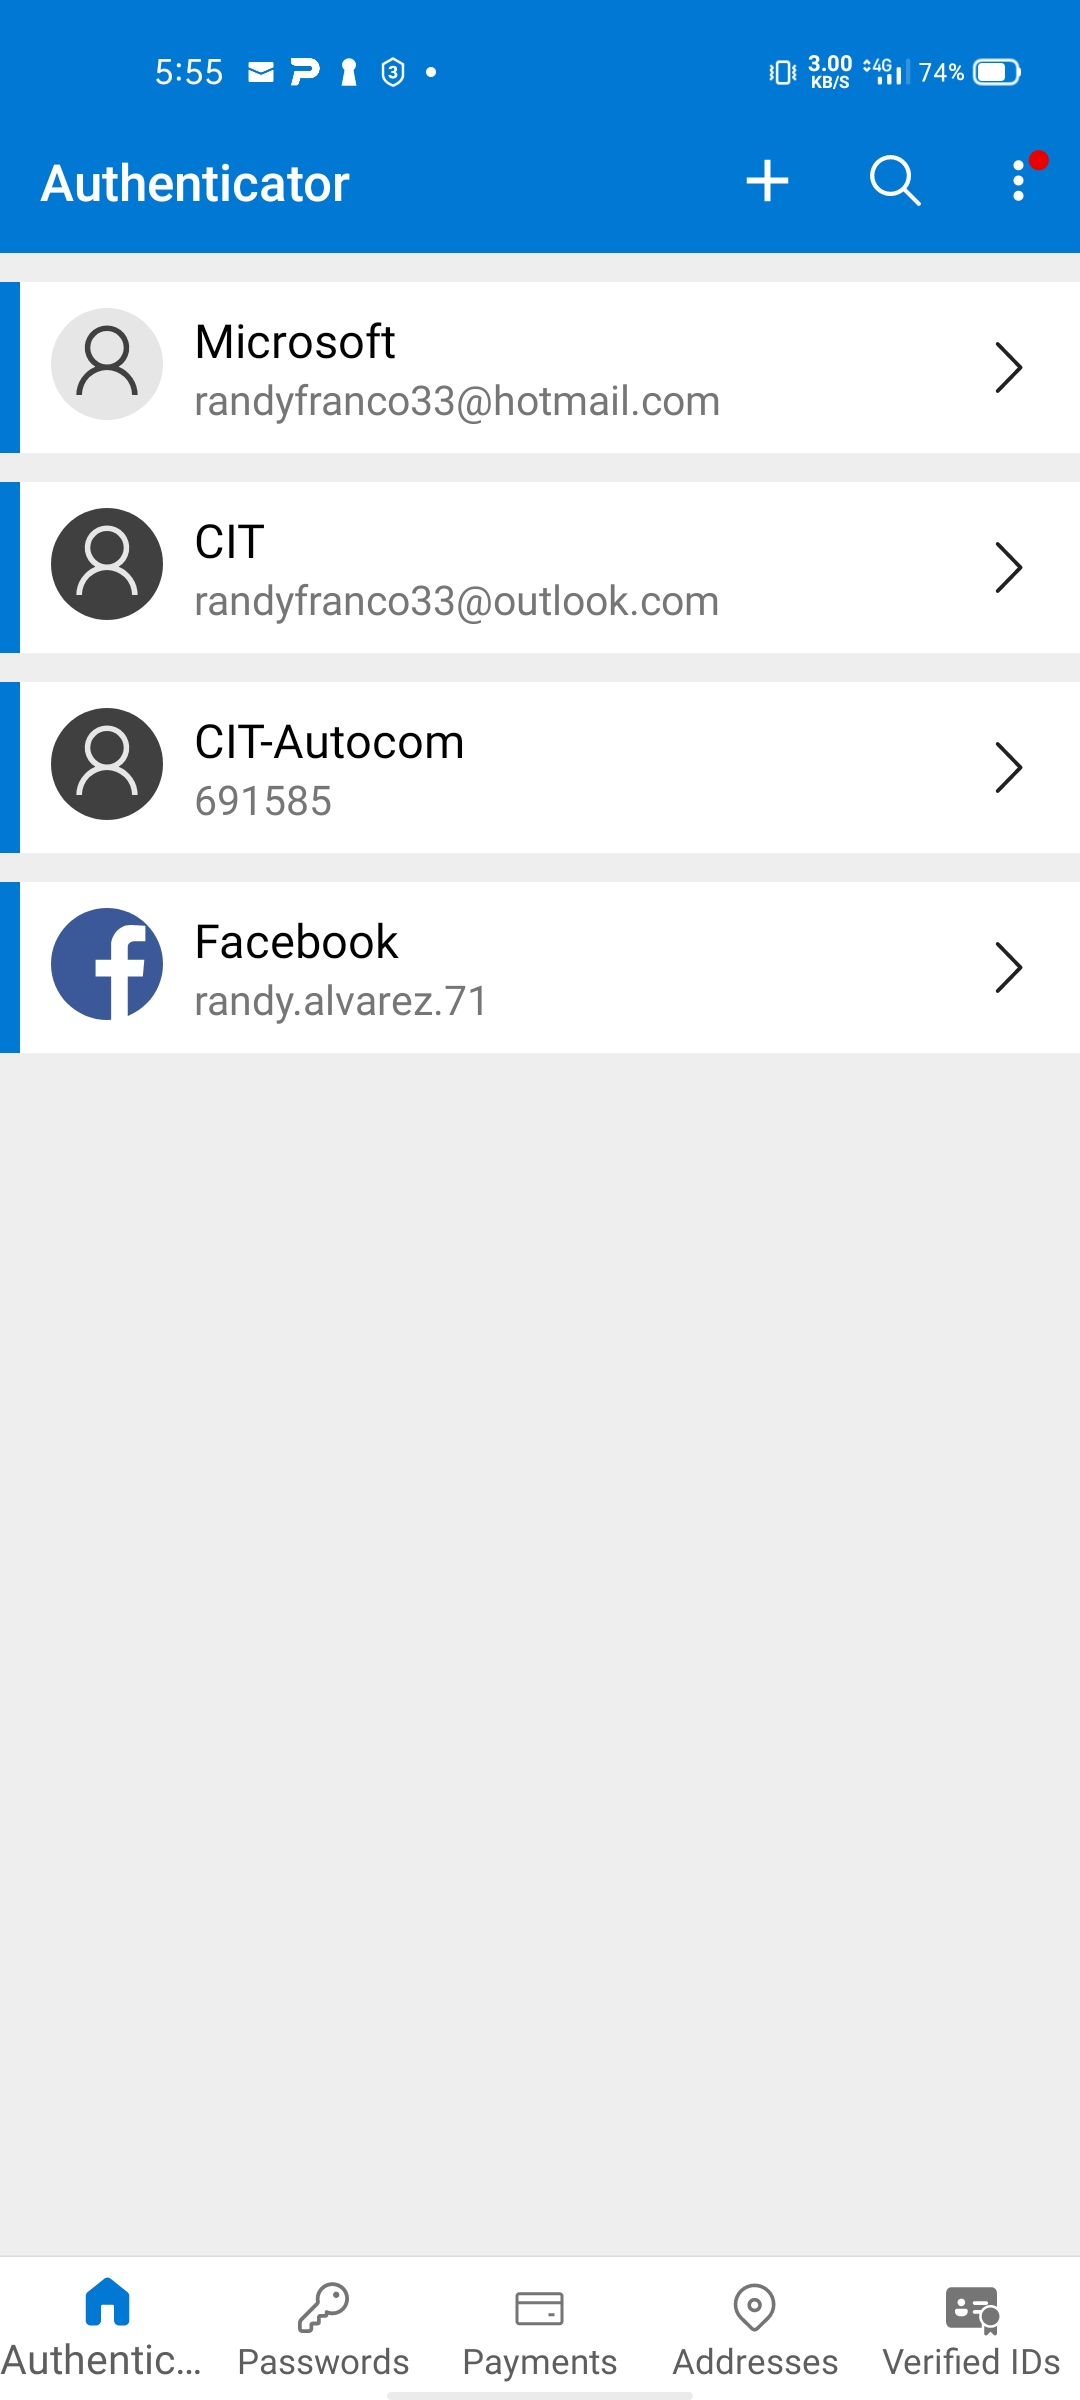 5:55 3 3.00 KB/S 4G 74%
Authenticator
Microsoft
randyfranco33@hotmail.com
CIT
randyfranco33@outlook.com
CIT-Autocom
691585
Facebook
randy.alvarez.71
Authentic... Passwords Payments Addresses Verified IDs